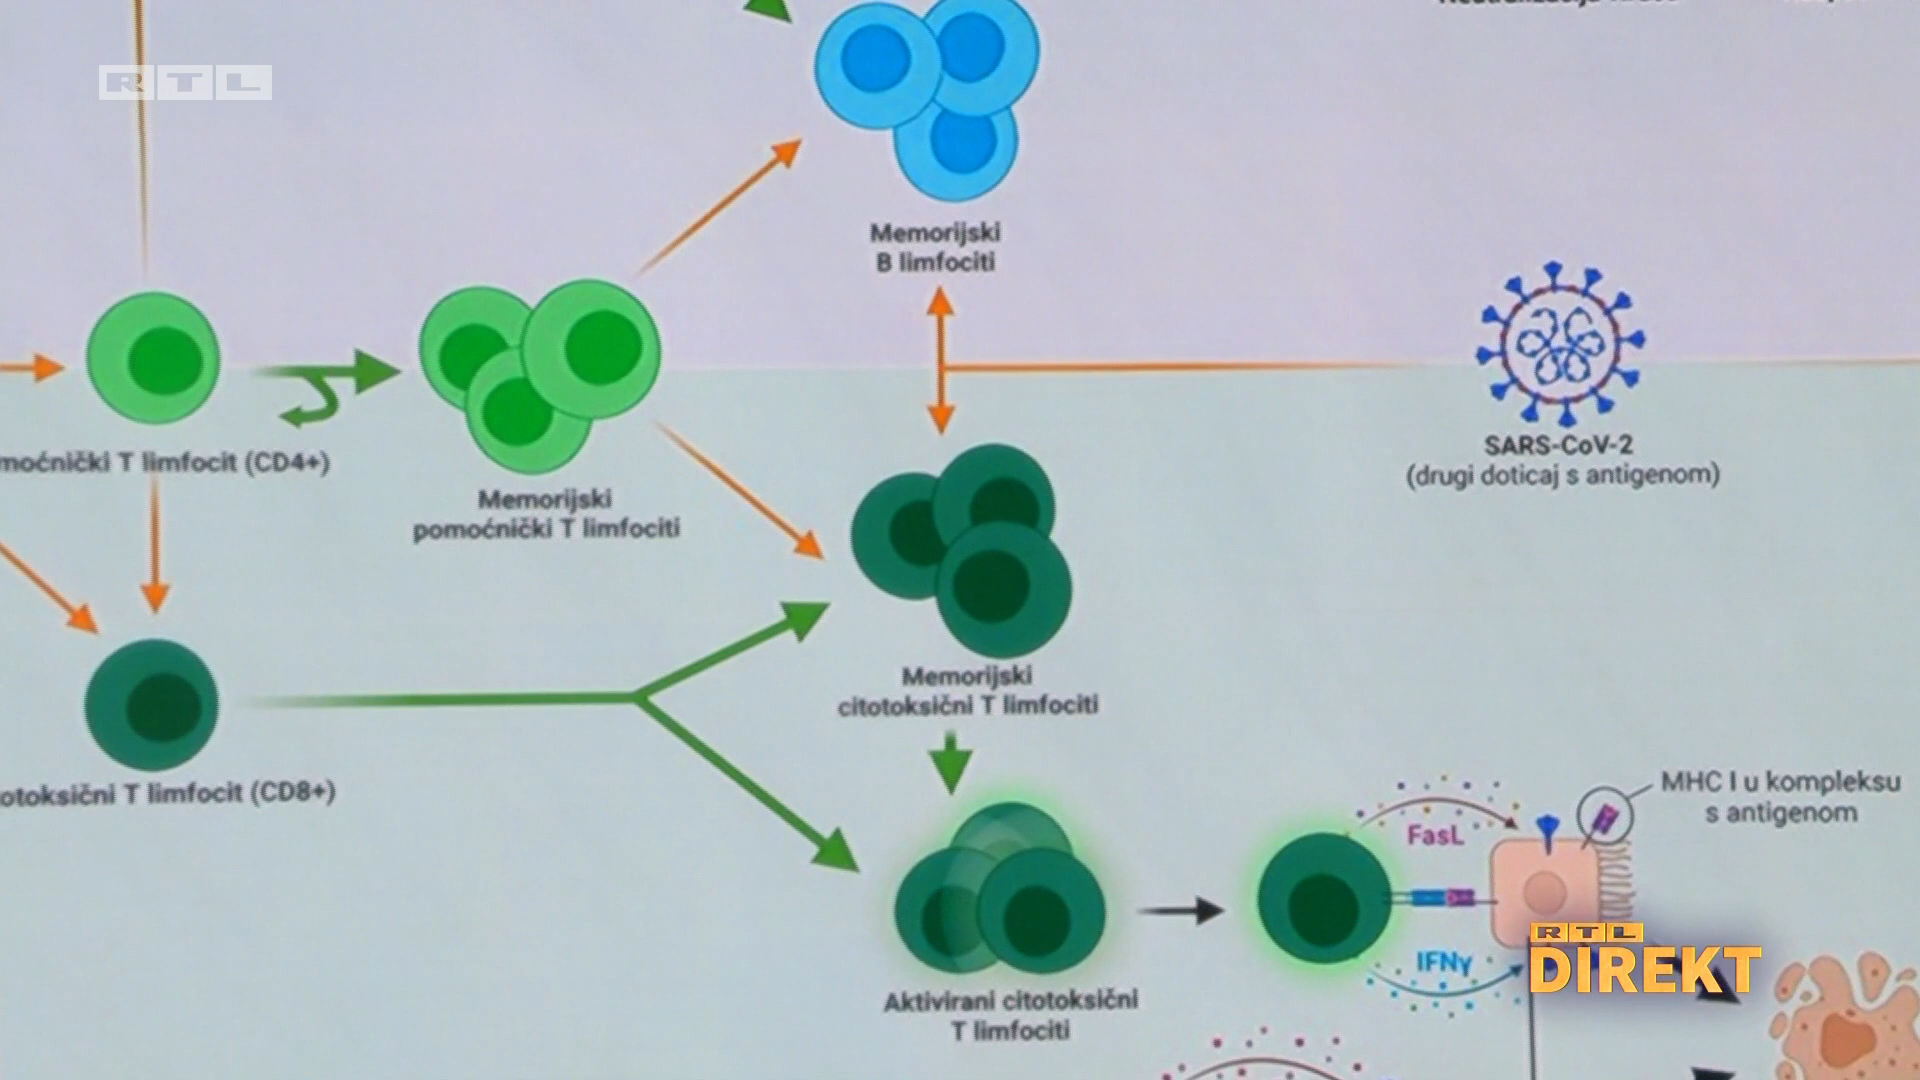 RTL
Memorijski
B limfociti
moćnički T limfocit (CD4+)
Memorijski
pomoćnički T limfociti
SARS-CoV-2
(drugi doticaj s antigenom)
Memorijski
citotoksični T limfociti
otoksični T limfocit (CD8+)
MHC I u kompleksu
s antigenom
FasL
IFNγ
RTL
DIREKT
Aktivirani citotoksični
T limfociti